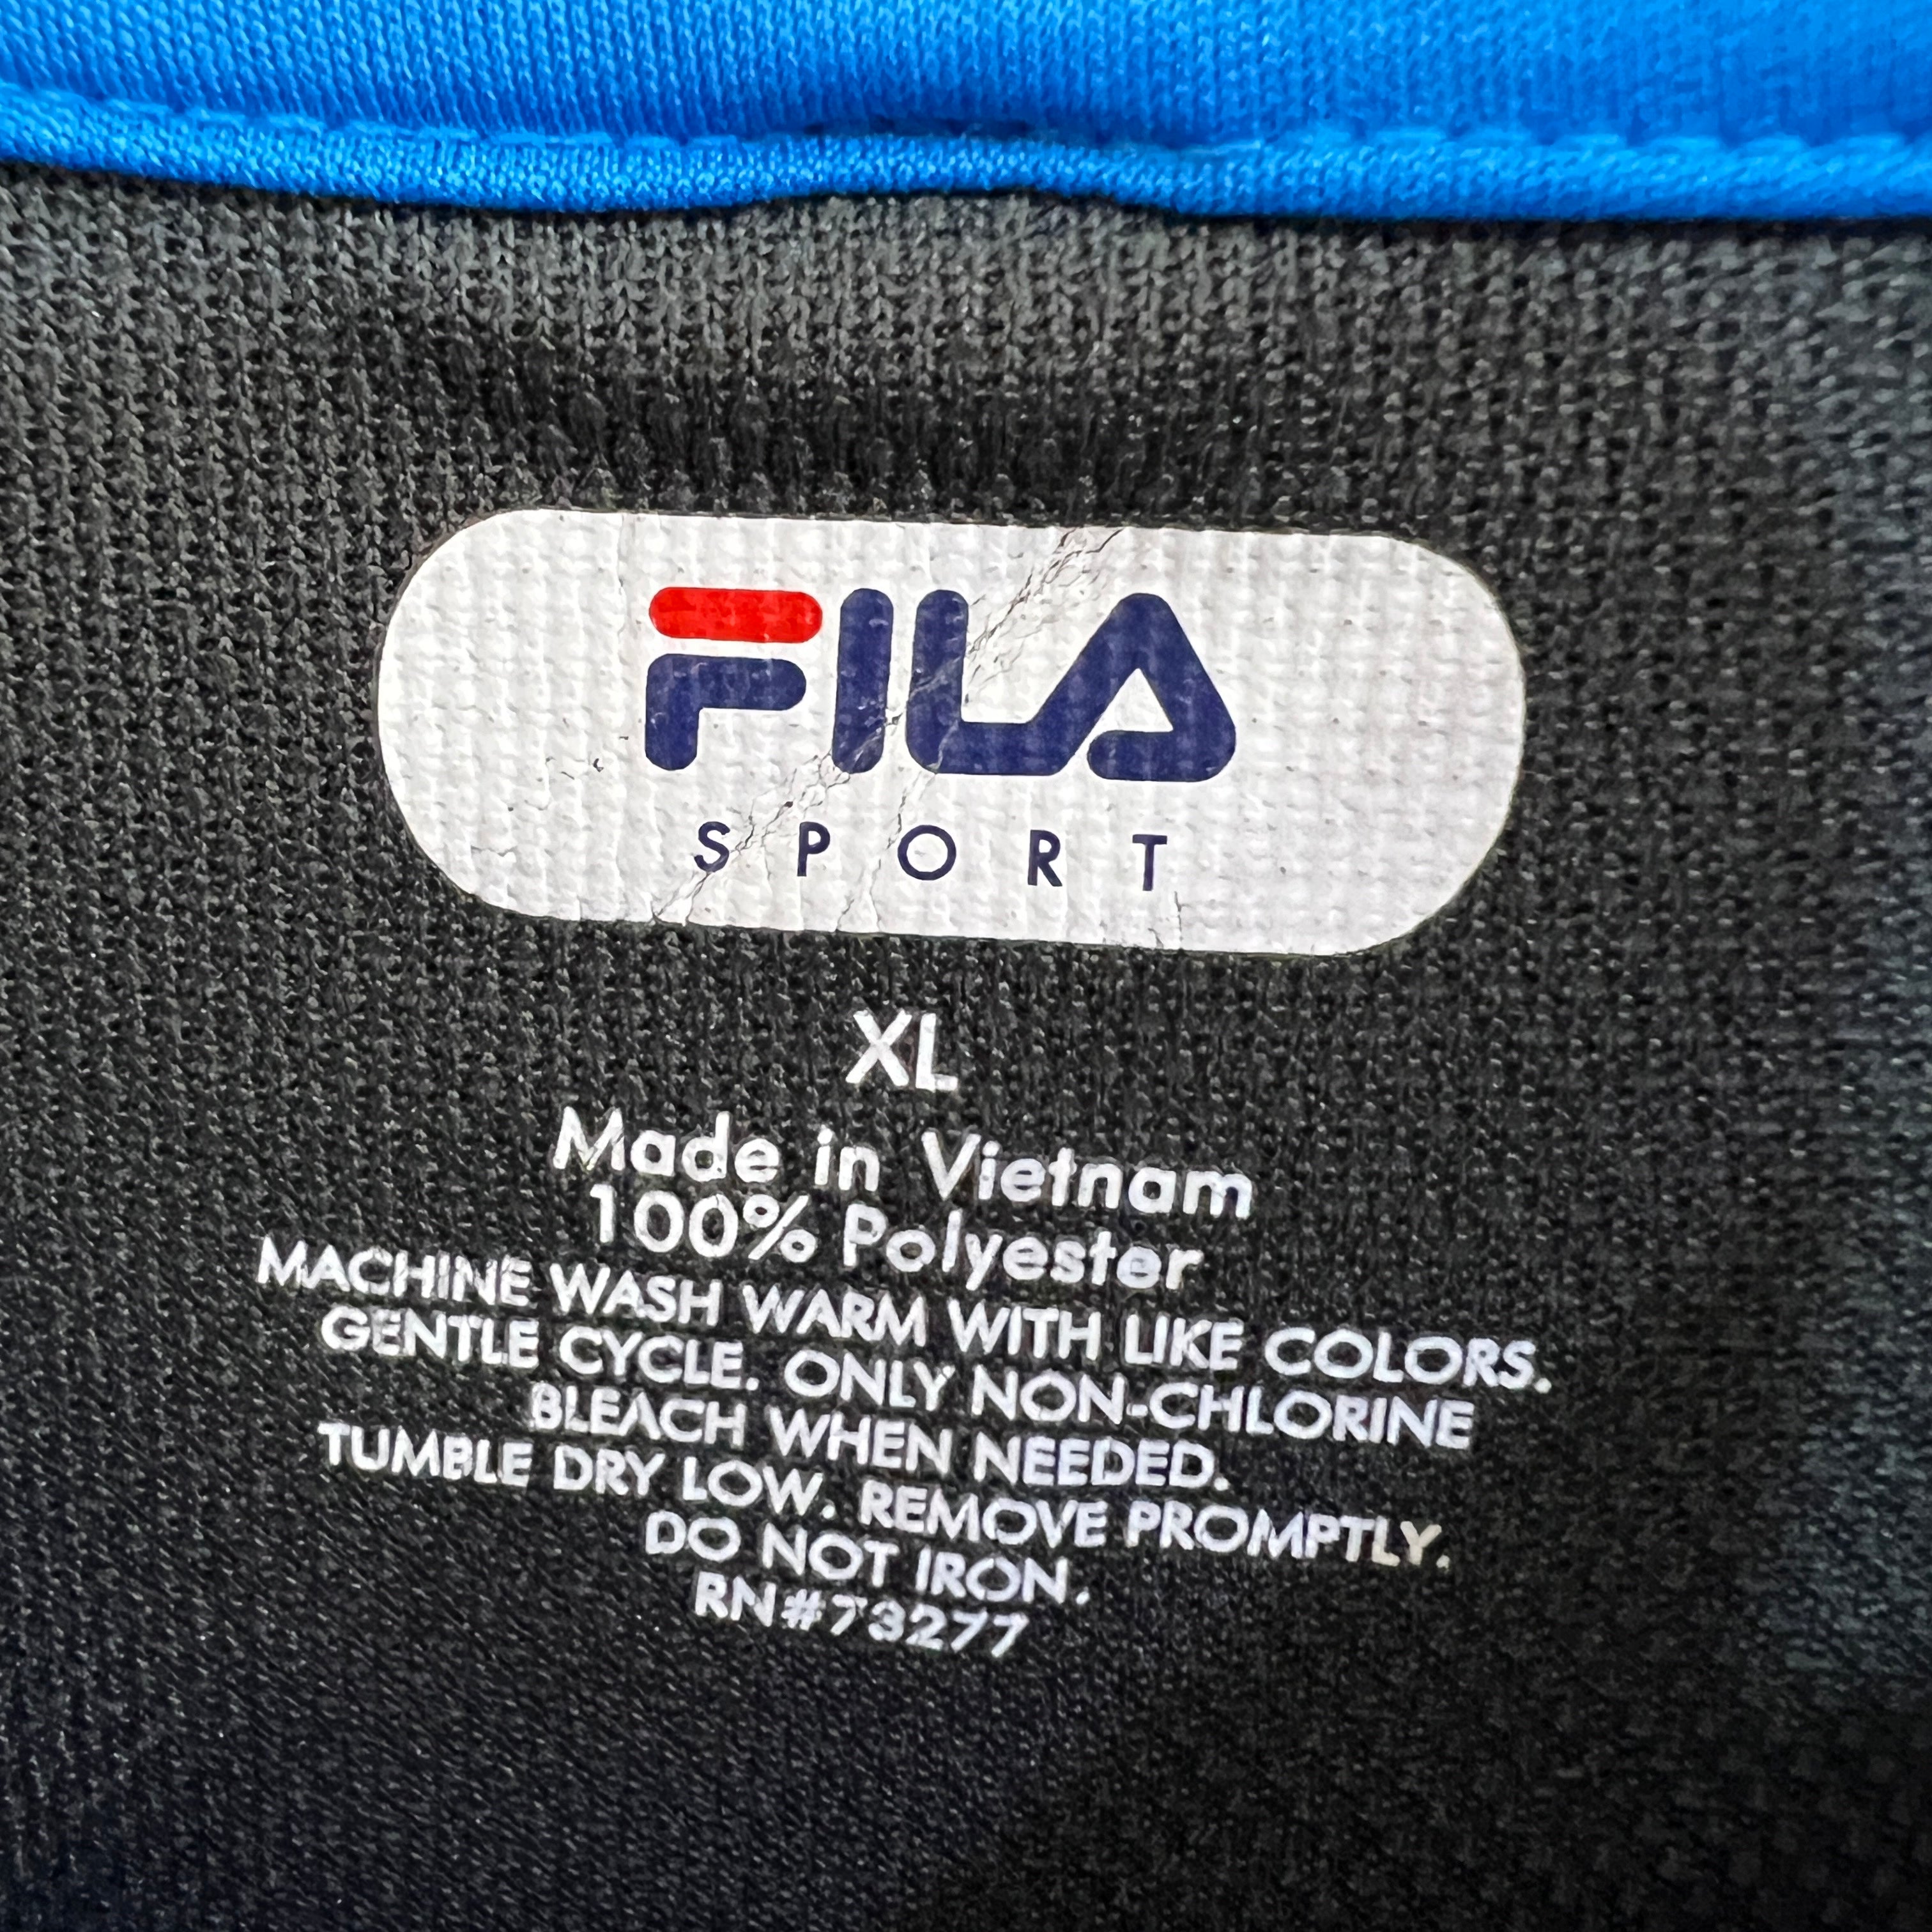 FILA
SPORT
XL
Made in Vietnam
100% Polyester
MACHINE WASH WARM WITH LIKE COLORS.
GENTLE CYCLE. ONLY NON-CHLORINE
BLEACH WHEN NEEDED.
TUMBLE DRY LOW. REMOVE PROMPTLY.
DO NOT IRON.
RN#73277